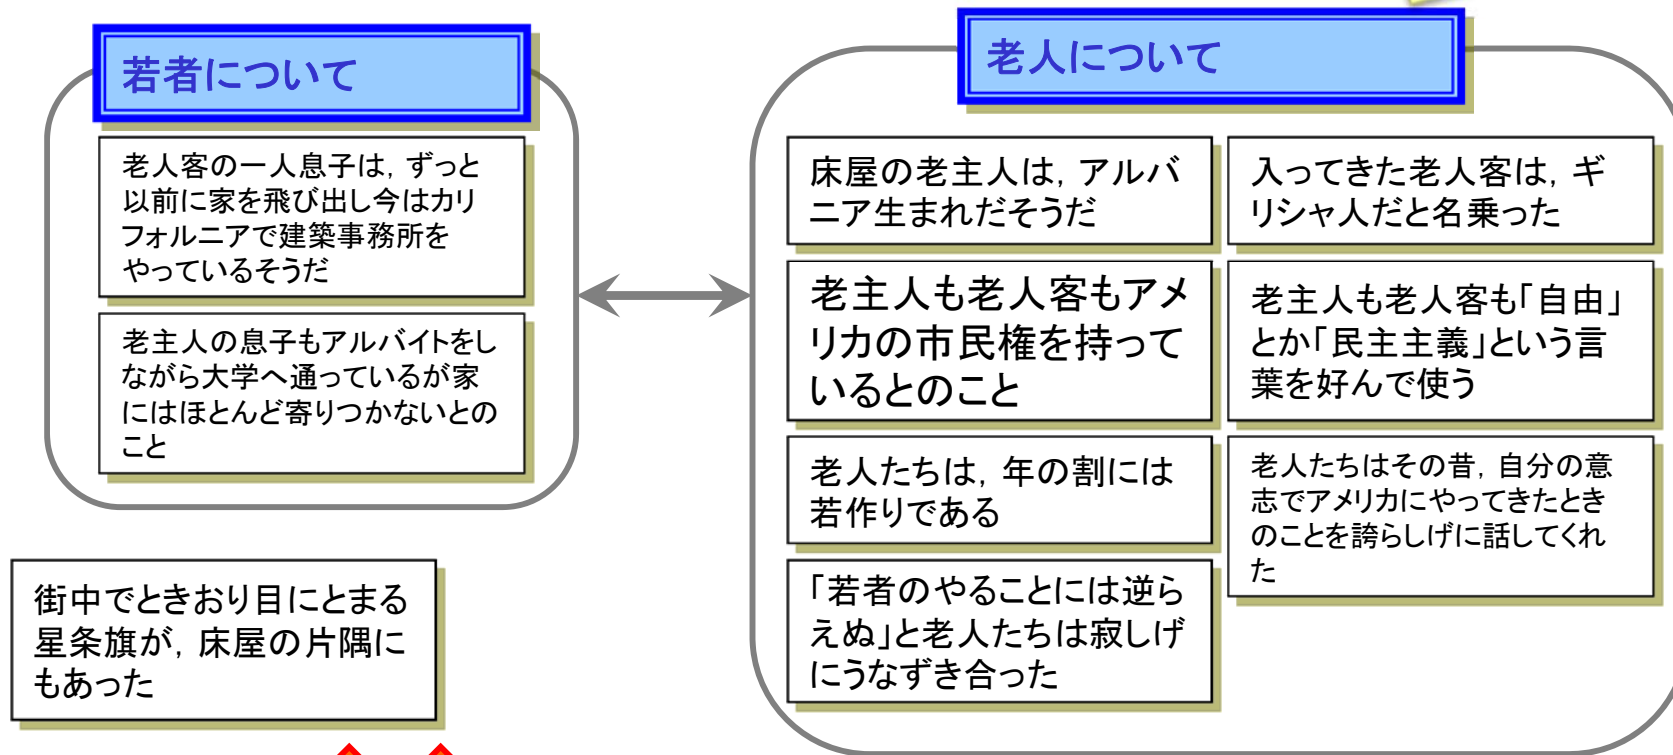 若者について
老人客の一人息子は，ずっと
以前に家を飛び出し今はカリ
フォルニアで建築事務所を
やっているそうだ
老主人の息子もアルバイトをし
ながら大学へ通っているが家
にはほとんど寄りつかないとの
こと
街中でときおり目にとまる
星条旗が，床屋の片隅に
もあった
老人について
床屋の老主人は，アルバ
ニア生まれだそうだ
入ってきた老人客は，ギ
リシャ人だと名乗った
老主人も老人客もアメ
リカの市民権を持って
いるとのこと
老主人も老人客も「自由」
とか「民主主義」という言
葉を好んで使う
老人たちは，年の割には
若作りである
老人たちはその昔，自分の意
志でアメリカにやってきたとき
のことを誇らしげに話してくれ
た
「若者のやることには逆ら
えぬ」と老人たちは寂しげ
にうなずき合った